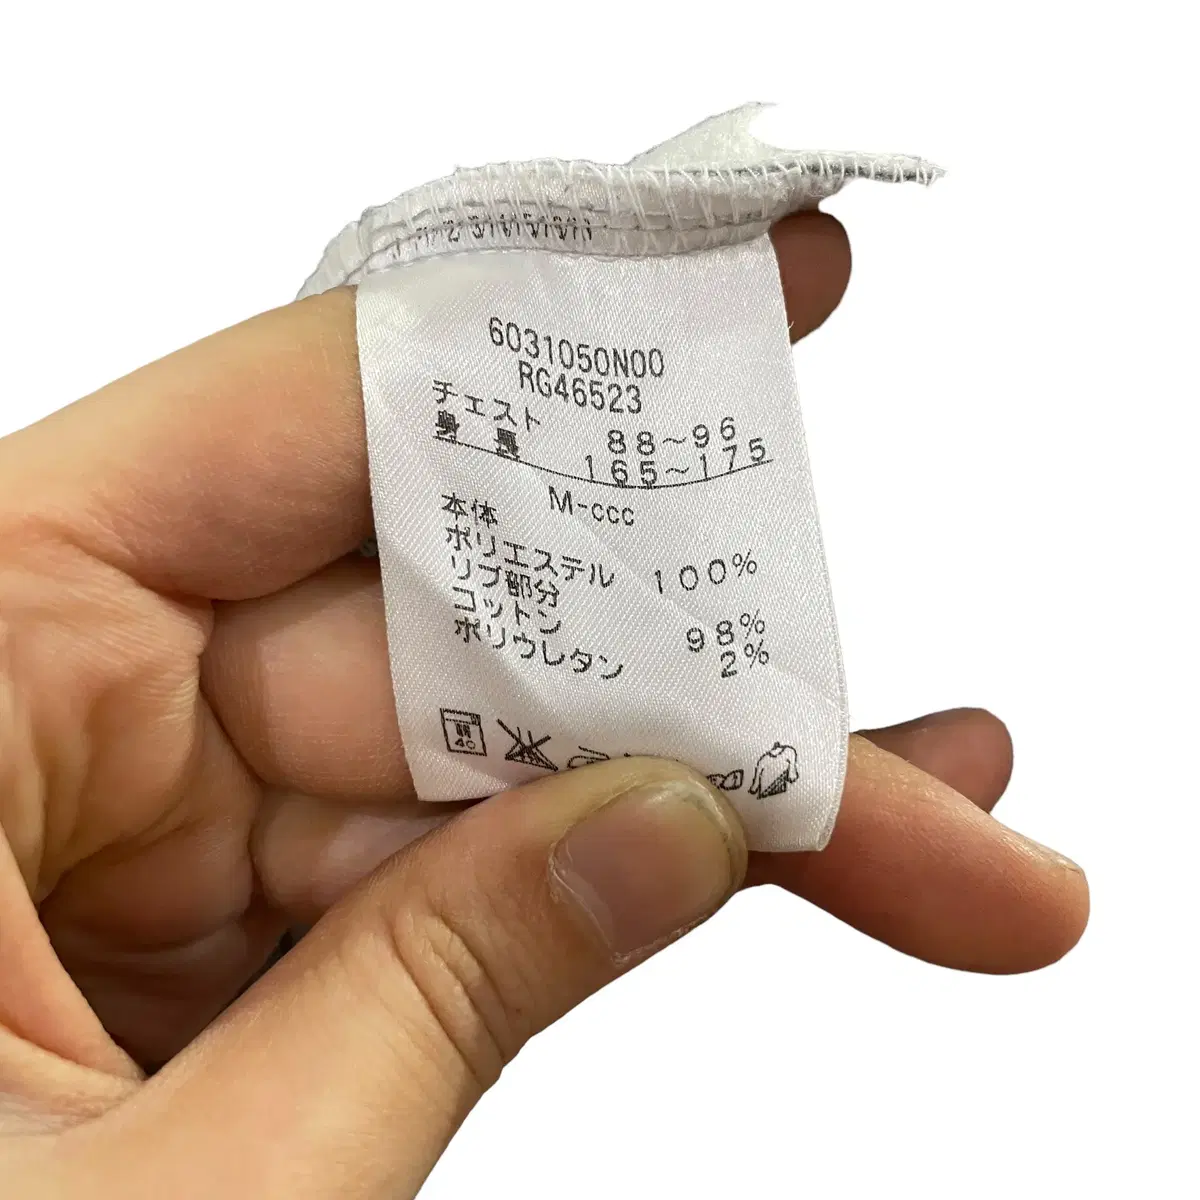 6031050N00
RG46523
チェスト 88~96
身長 165~175
M-ccc
本体
ポリエステル 100%
リブ部分
コットン 98%
ポリウレタン 2%
40